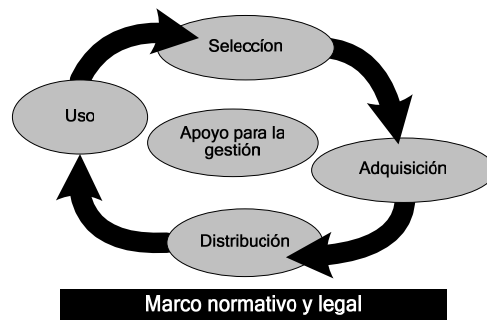 Seleccíon
Uso
Apoyo para la
gestión
Adquisición
Distribución
Marco normativo y legal